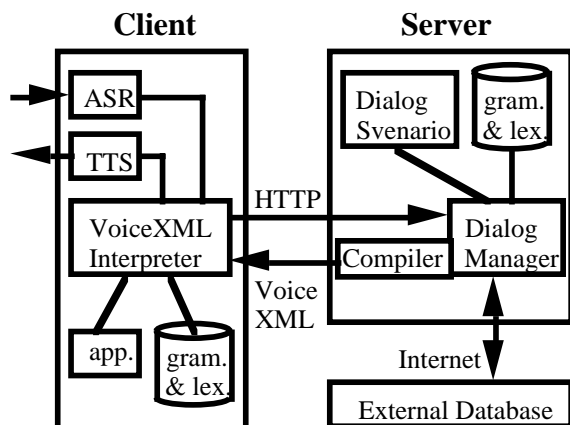 Client
Server
ASR
TTS
VoiceXML
Interpreter
app.
gram.
& lex.
HTTP
Voice
XML
Dialog
Svenario
gram.
& lex.
Dialog
Manager
Compiler
Internet
External Database